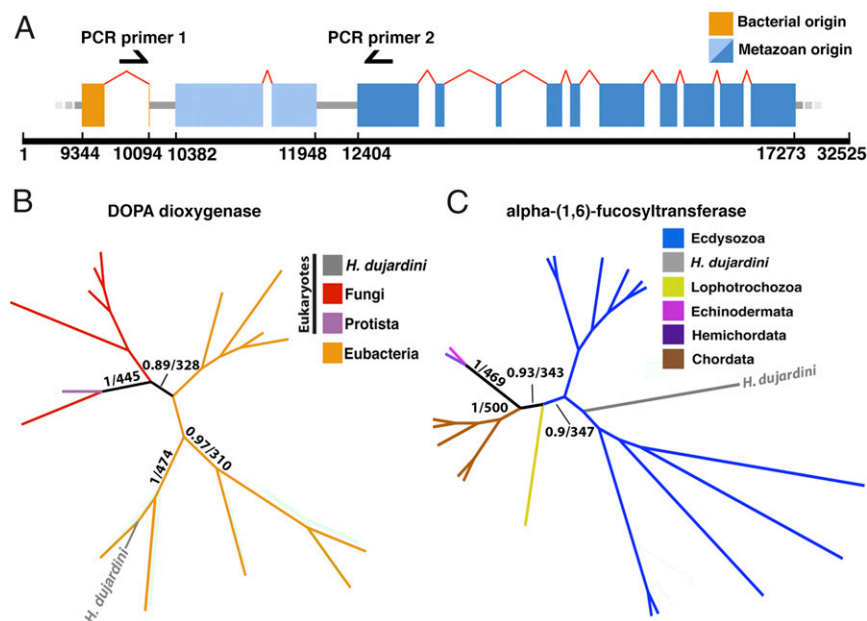 A
PCR primer 1
PCR primer 2
Bacterial origin
Metazoan origin
1
9344
10094
10382
11948
12404
17273
32525
B
DOPA dioxygenase
Eukaryotes
H. dujardini
Fungi
Protista
Eubacteria
0.89/328
1/445
0.97/310
1/474
H. dujardini
C
alpha-(1,6)-fucosyltransferase
Ecdysozoa
H. dujardini
Lophotrochozoa
Echinodermata
Hemichordata
Chordata
1/469
0.93/343
1/500
0.9/347
H. dujardini